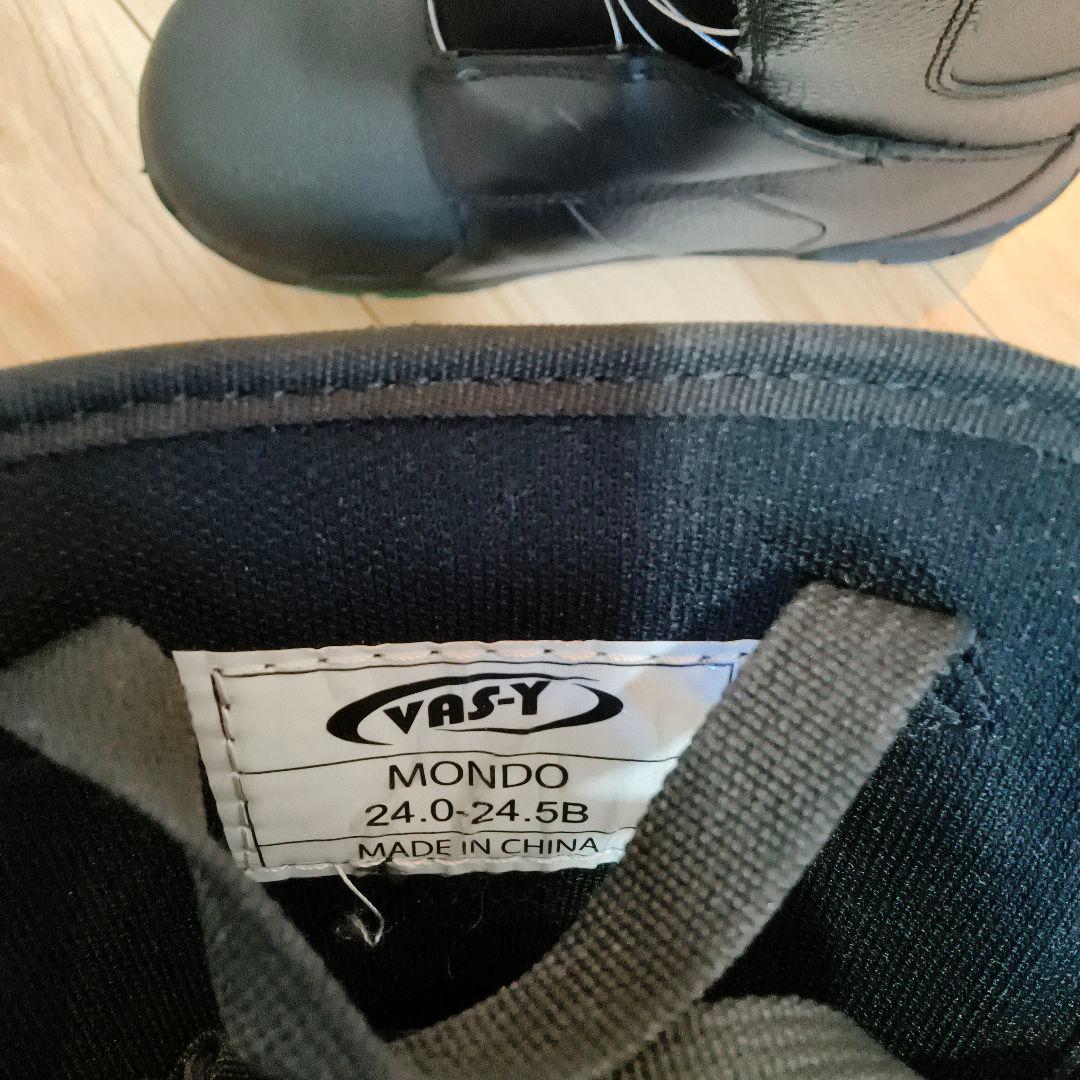 VAS-Y
MONDO
24.0-24.5B
MADE IN CHINA